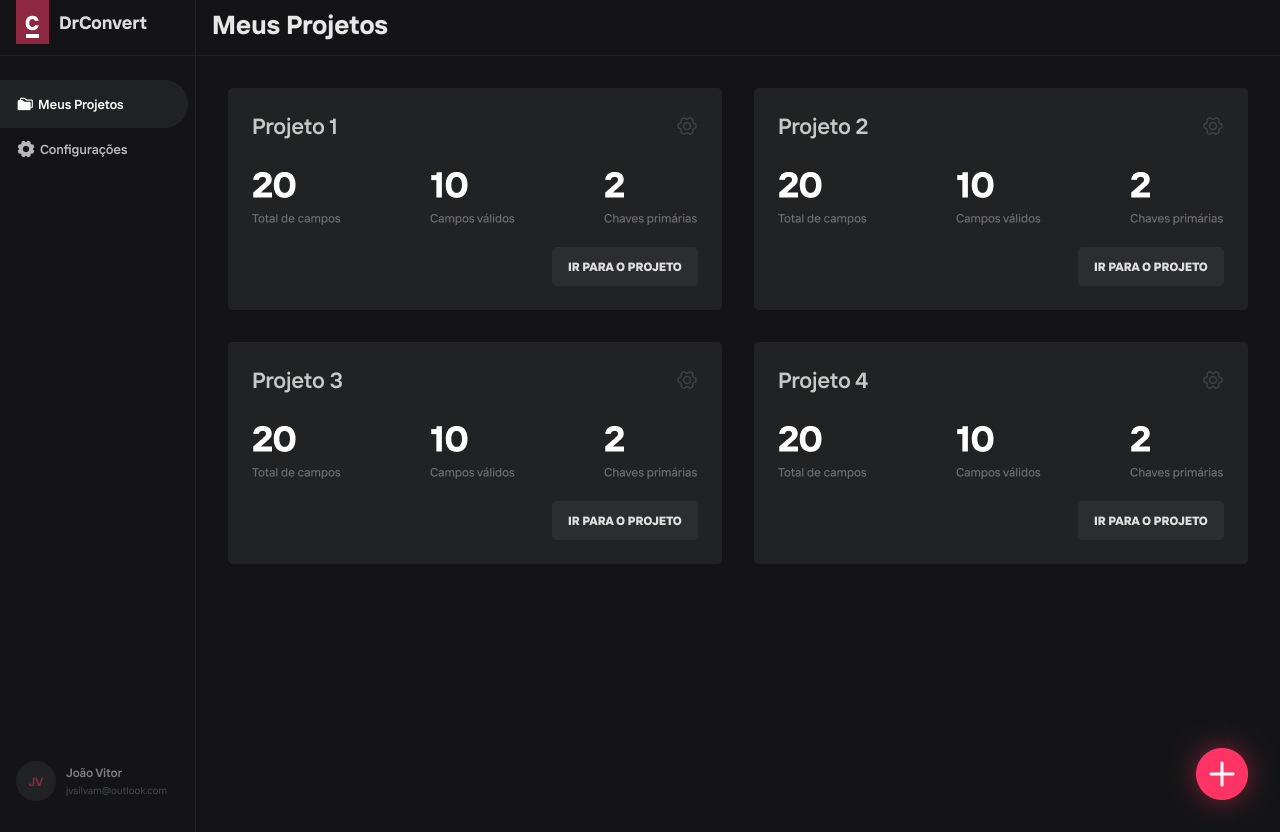 C
DrConvert
Meus Projetos
Meus Projetos
Configurações
Projeto 1
20
10
2
Total de campos
Campos válidos
Chaves primárias
IR PARA O PROJETO
Projeto 2
20
10
2
Total de campos
Campos válidos
Chaves primárias
IR PARA O PROJETO
Projeto 3
20
10
2
Total de campos
Campos válidos
Chaves primárias
IR PARA O PROJETO
Projeto 4
20
10
2
Total de campos
Campos válidos
Chaves primárias
IR PARA O PROJETO
JV
João Vitor
jvsilvam@outlook.com